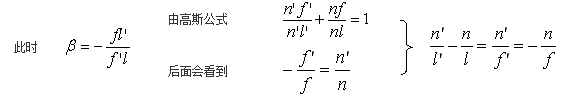 此时 β = − fl' / f'l
由高斯公式 n'f' / n'l' + nf / nl = 1
后面会看到 − f' / f = n' / n
n' / l' − n / l = n' / f' = − n / f